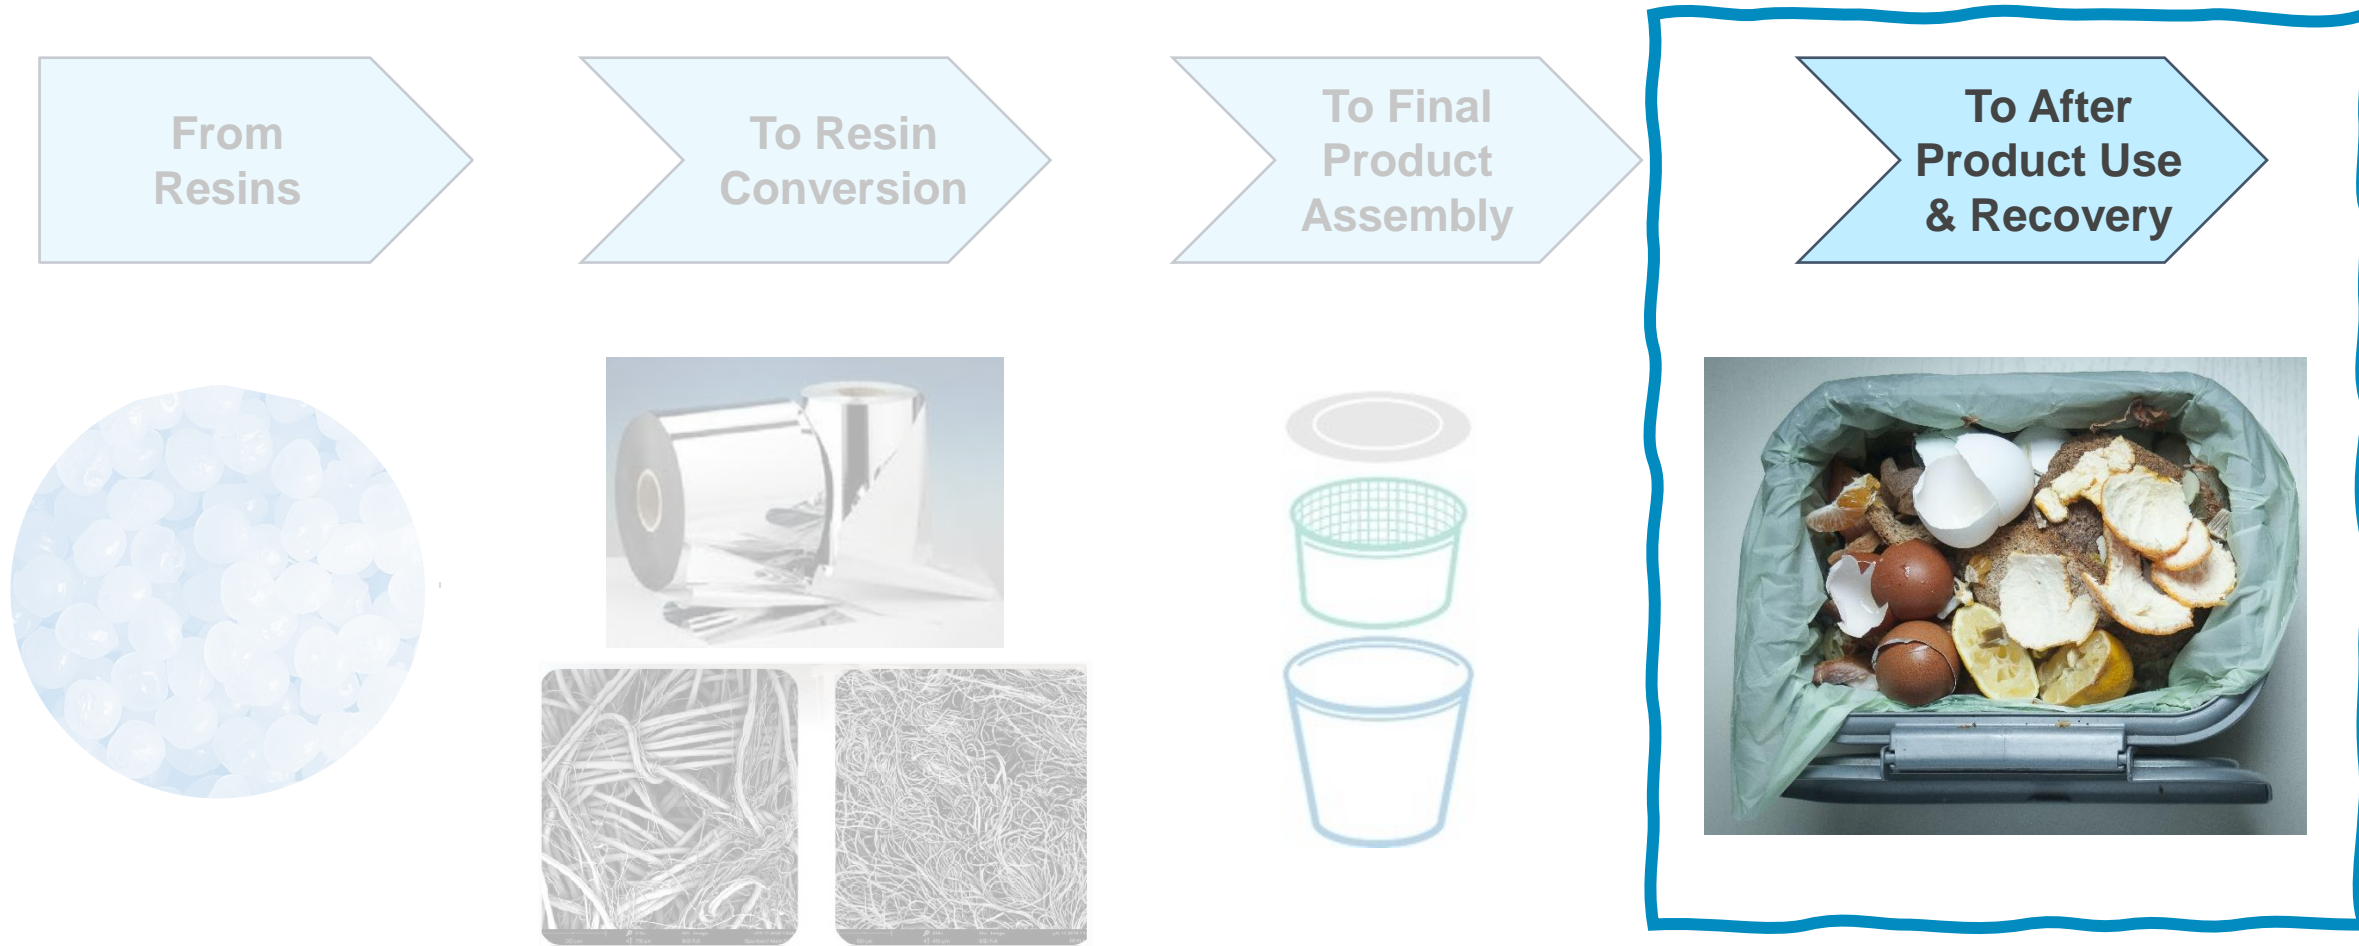 From
Resins
To Resin
Conversion
To Final
Product
Assembly
To After
Product Use
& Recovery